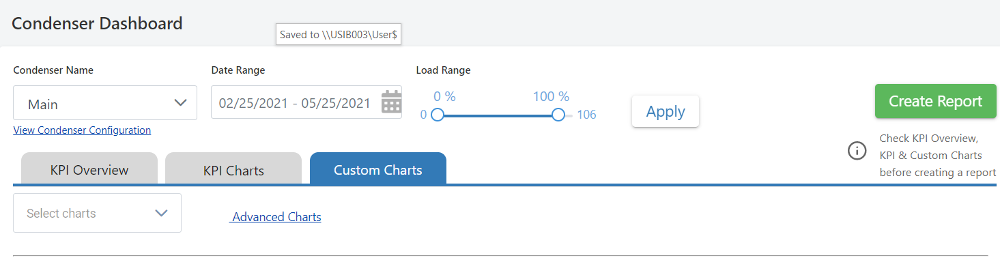 Condenser Dashboard
Saved to \\USIB003\User$
Condenser Name
Date Range
Load Range
Main
02/25/2021 - 05/25/2021
0 %
100 %
0
106
Apply
Create Report
View Condenser Configuration
Check KPI Overview,
KPI & Custom Charts
before creating a report
KPI Overview
KPI Charts
Custom Charts
Select charts
Advanced Charts